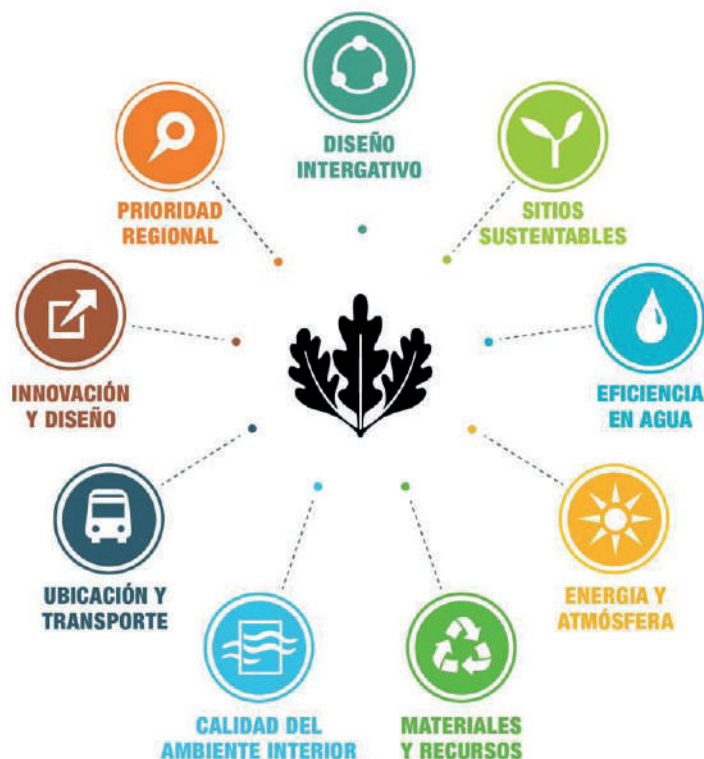 DISEÑO
INTERGATIVO
SITIOS
SUSTENTABLES
EFICIENCIA
EN AGUA
ENERGIA Y
ATMÓSFERA
MATERIALES
Y RECURSOS
CALIDAD DEL
AMBIENTE INTERIOR
UBICACIÓN Y
TRANSPORTE
INNOVACIÓN
Y DISEÑO
PRIORIDAD
REGIONAL